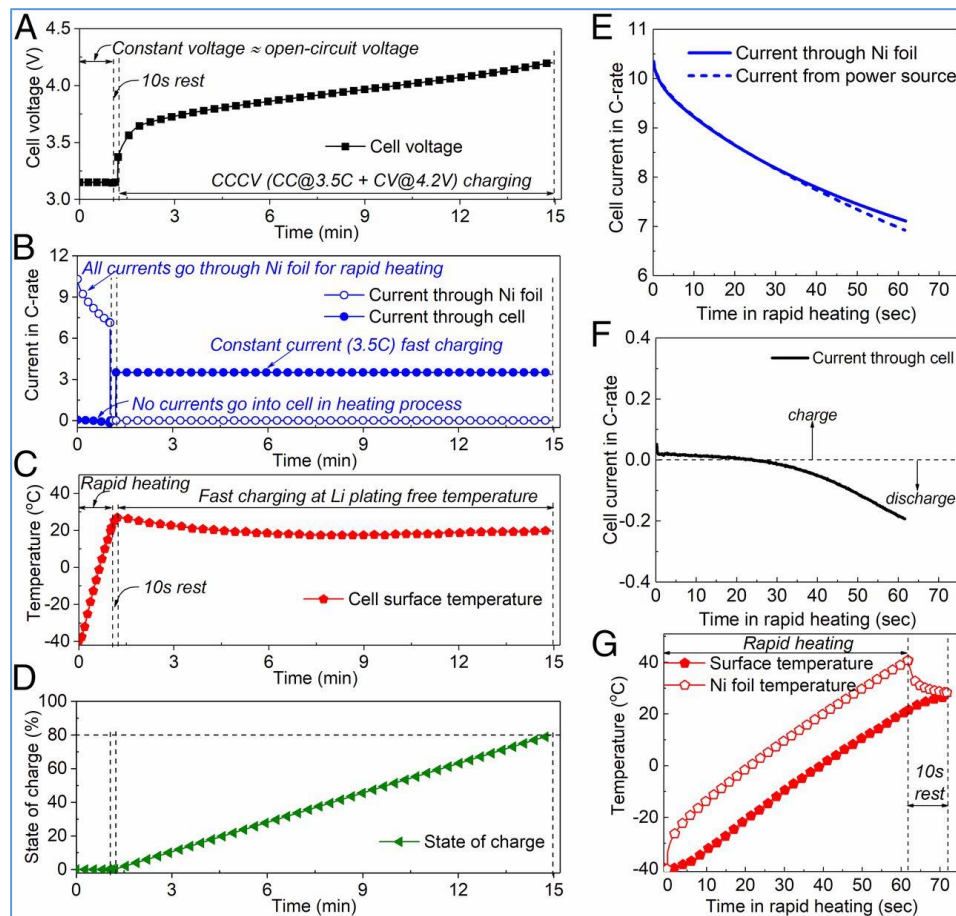 A
Cell voltage (V)
4.5
4.0
3.5
3.0
Constant voltage ≈ open-circuit voltage
10s rest
Cell voltage
CCCV (CC@3.5C + CV@4.2V) charging
0 3 6 9 12 15
Time (min)
B
Current in C-rate
12
9
6
3
0
All currents go through Ni foil for rapid heating
Current through Ni foil
Current through cell
Constant current (3.5C) fast charging
No currents go into cell in heating process
0 3 6 9 12 15
Time (min)
C
Temperature (°C)
40
20
0
-20
-40
Rapid heating
Fast charging at Li plating free temperature
10s rest
Cell surface temperature
0 3 6 9 12 15
Time (min)
D
State of charge (%)
80
60
40
20
0
State of charge
0 3 6 9 12 15
Time (min)
E
Cell current in C-rate
11
10
9
8
7
6
Current through Ni foil
Current from power source
0 10 20 30 40 50 60 70
Time in rapid heating (sec)
F
Cell current in C-rate
0.4
0.2
0.0
-0.2
-0.4
Current through cell
charge
discharge
0 10 20 30 40 50 60 70
Time in rapid heating (sec)
G
Temperature (°C)
40
20
0
-20
-40
Rapid heating
Surface temperature
Ni foil temperature
10s
rest
0 10 20 30 40 50 60 70
Time in rapid heating (sec)